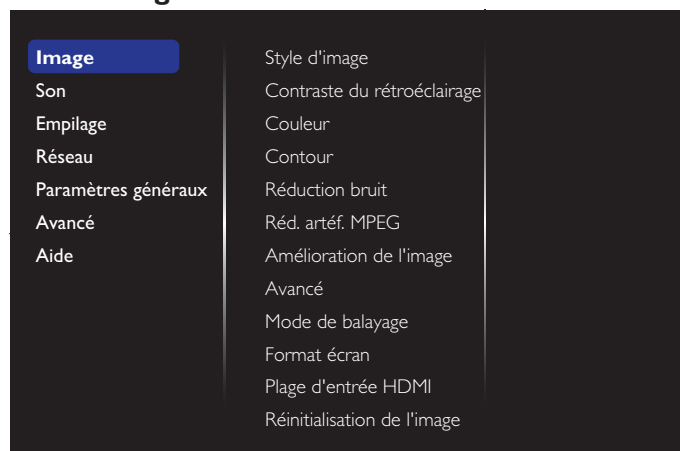 Image
Son
Empilage
Réseau
Paramètres généraux
Avancé
Aide
Style d'image
Contraste du rétroéclairage
Couleur
Contour
Réduction bruit
Réd. artéf. MPEG
Amélioration de l'image
Avancé
Mode de balayage
Format écran
Plage d'entrée HDMI
Réinitialisation de l'image